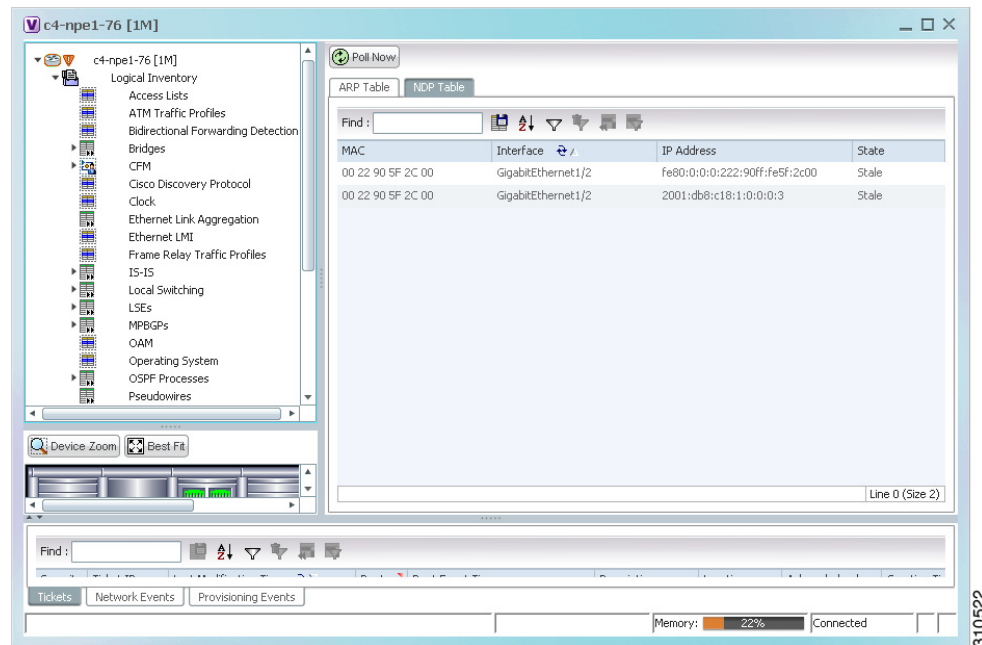 c4-npe1-76 [1M]
c4-npe1-76 [1M]
Logical Inventory
Access Lists
ATM Traffic Profiles
Bidirectional Forwarding Detection
Bridges
CFM
Cisco Discovery Protocol
Clock
Ethernet Link Aggregation
Ethernet LMI
Frame Relay Traffic Profiles
IS-IS
Local Switching
LSEs
MPBGPs
OAM
Operating System
OSPF Processes
Pseudowires
Device Zoom Best Fit
Poll Now
ARP Table NDP Table
Find :
MAC Interface IP Address State
00 22 90 5F 2C 00 GigabitEthernet1/2 fe80:0:0:0:222:90ff:fe5f:2c00 Stale
00 22 90 5F 2C 00 GigabitEthernet1/2 2001:db8:c18:1:0:0:0:3 Stale
Line 0 (Size 2)
Find :
Tickets Network Events Provisioning Events
Memory: 22% Connected
310522